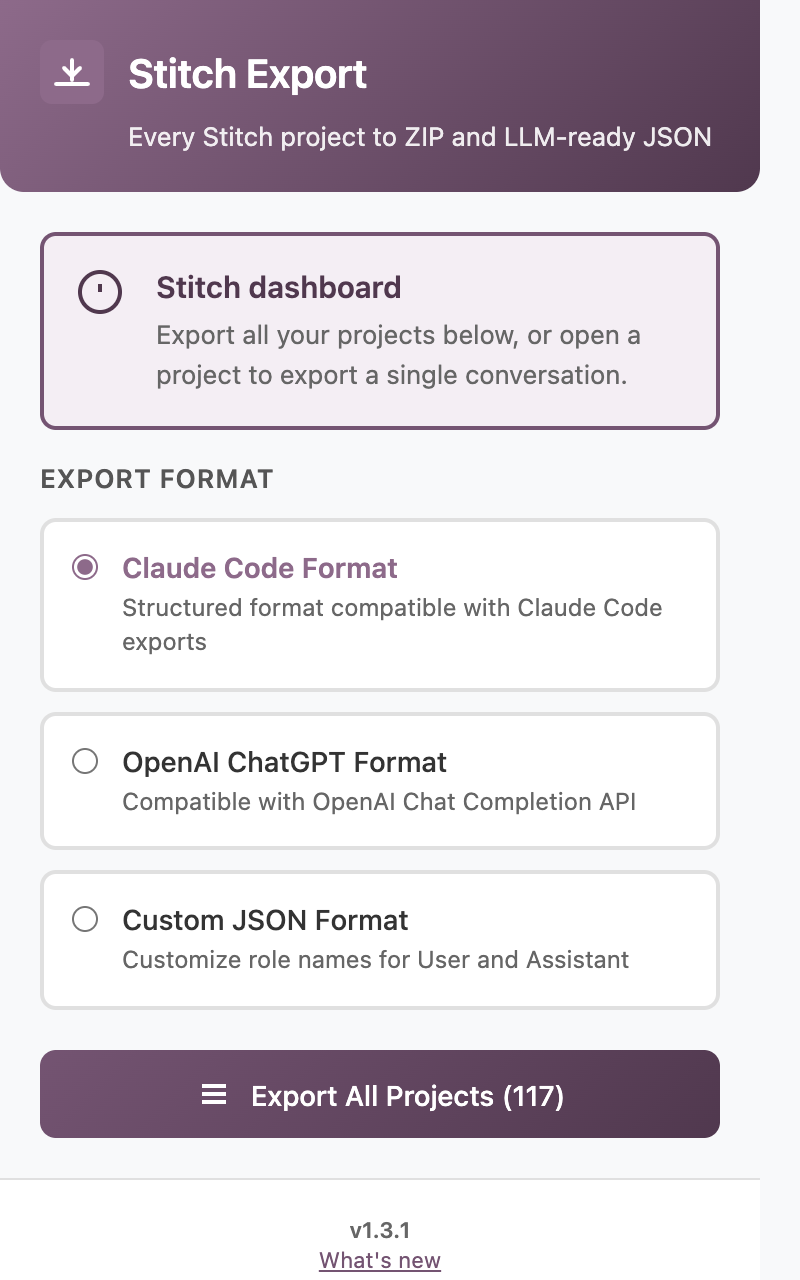 Stitch Export
Every Stitch project to ZIP and LLM-ready JSON
Stitch dashboard
Export all your projects below, or open a
project to export a single conversation.
EXPORT FORMAT
Claude Code Format
Structured format compatible with Claude Code
exports
OpenAI ChatGPT Format
Compatible with OpenAI Chat Completion API
Custom JSON Format
Customize role names for User and Assistant
Export All Projects (117)
v1.3.1
What's new